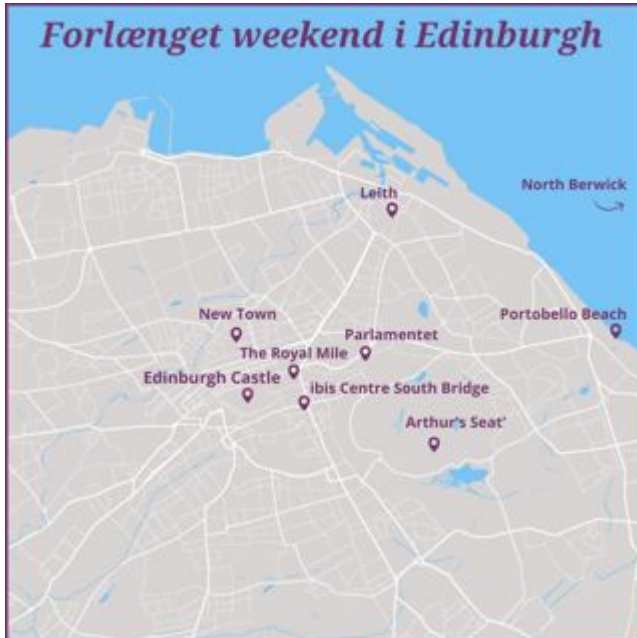 Forlænget weekend i Edinburgh
Leith
North Berwick
New Town
Portobello Beach
Parlamentet
The Royal Mile
Edinburgh Castle
ibis Centre South Bridge
Arthur's Seat'